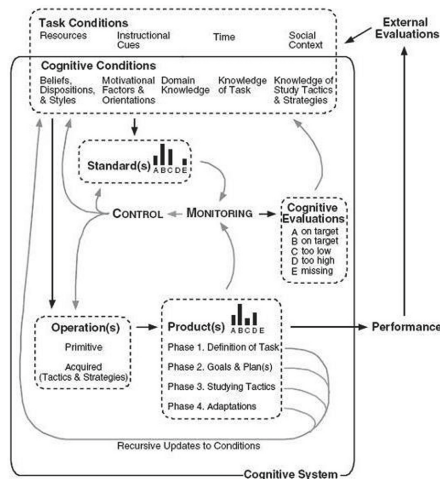 Task Conditions
Resources
Instructional
Cues
Time
Social
Context
External
Evaluations
Cognitive Conditions
Beliefs,
Dispositions,
& Styles
Motivational
Factors &
Orientations
Domain
Knowledge
Knowledge
of Task
Knowledge of
Study Tactics
& Strategies
Standard(s)
A B C D E
CONTROL
MONITORING
Cognitive
Evaluations
A on target
B on target
C too low
D too high
E missing
Operation(s)
Primitive
Acquired
(Tactics & Strategies)
Product(s)
A B C D E
Phase 1. Definition of Task
Phase 2. Goals & Plan(s)
Phase 3. Studying Tactics
Phase 4. Adaptations
Performance
Recursive Updates to Conditions
Cognitive System